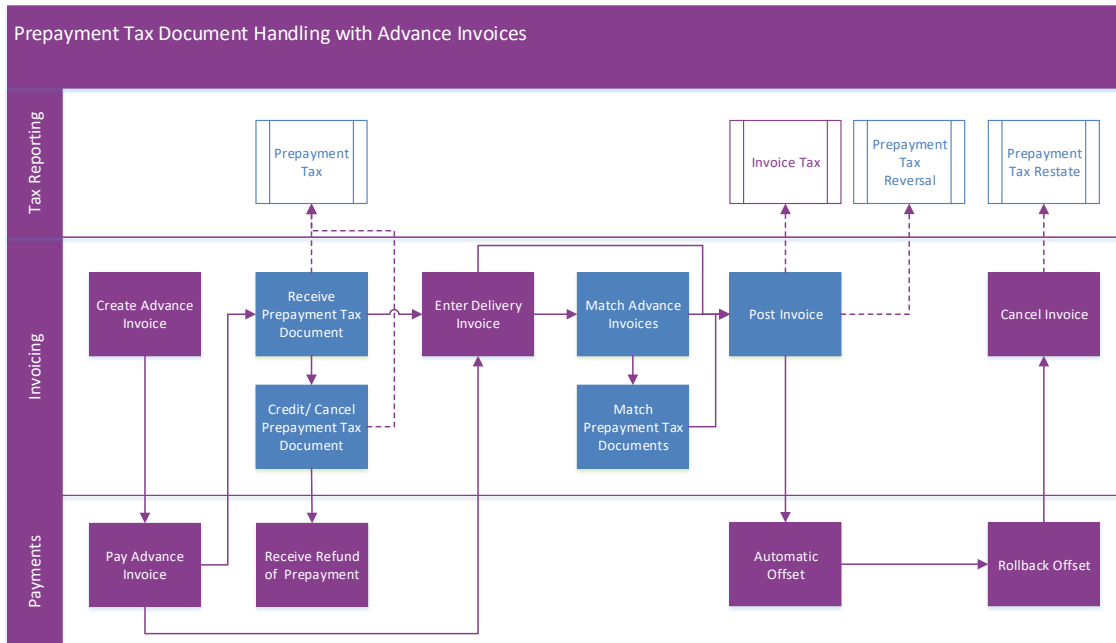 Prepayment Tax Document Handling with Advance Invoices
Tax Reporting
Prepayment
Tax
Invoice Tax
Prepayment
Tax
Reversal
Prepayment
Tax Restate
Invoicing
Create Advance
Invoice
Receive
Prepayment Tax
Document
Enter Delivery
Invoice
Match Advance
Invoices
Post Invoice
Cancel Invoice
Credit/ Cancel
Prepayment Tax
Document
Match
Prepayment Tax
Documents
Payments
Pay Advance
Invoice
Receive Refund
of Prepayment
Automatic
Offset
Rollback Offset